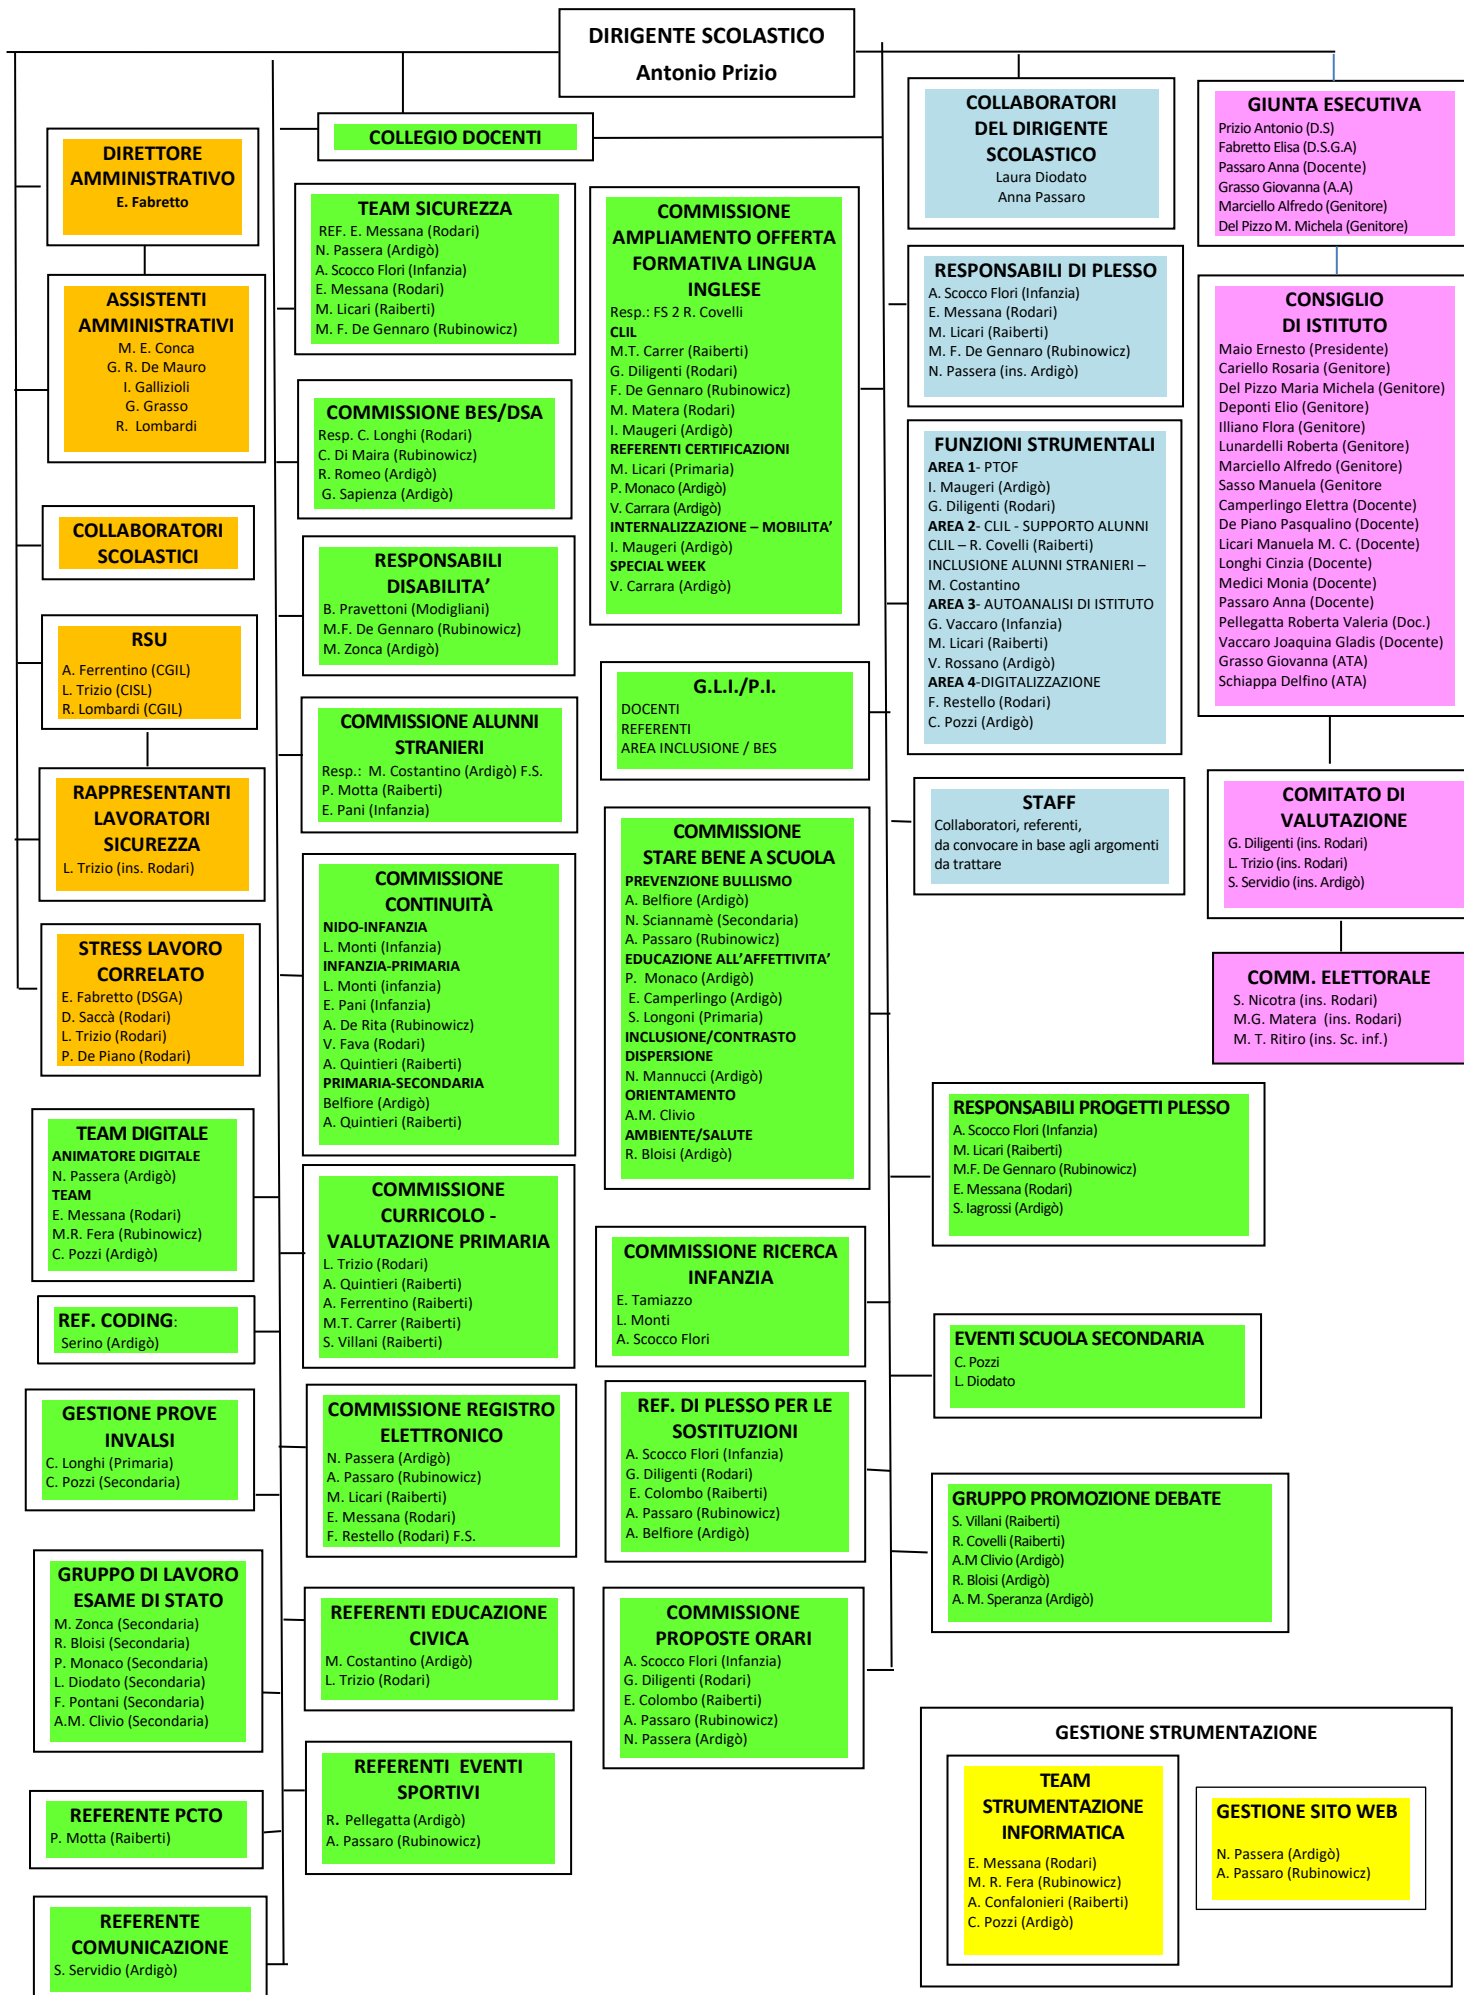 DIRIGENTE SCOLASTICO
Antonio Prizio
COLLEGIO DOCENTI
DIRETTORE
AMMINISTRATIVO
E. Fabretto
ASSISTENTI
AMMINISTRATIVI
M. E. Conca
G. R. De Mauro
I. Gallizioli
G. Grasso
R. Lombardi
COLLABORATORI
SCOLASTICI
RSU
A. Ferrentino (CGIL)
L. Trizio (CISL)
R. Lombardi (CGIL)
RAPPRESENTANTI
LAVORATORI
SICUREZZA
L. Trizio (ins. Rodari)
STRESS LAVORO
CORRELATO
E. Fabretto (DSGA)
D. Saccà (Rodari)
L. Trizio (Rodari)
P. De Piano (Rodari)
TEAM DIGITALE
ANIMATORE DIGITALE
N. Passera (Ardigò)
TEAM
E. Messana (Rodari)
M.R. Fera (Rubinowicz)
C. Pozzi (Ardigò)
REF. CODING:
Serino (Ardigò)
GESTIONE PROVE
INVALSI
C. Longhi (Primaria)
C. Pozzi (Secondaria)
GRUPPO DI LAVORO
ESAME DI STATO
M. Zonca (Secondaria)
R. Bloisi (Secondaria)
P. Monaco (Secondaria)
L. Diodato (Secondaria)
F. Pontani (Secondaria)
A.M. Clivio (Secondaria)
REFERENTE PCTO
P. Motta (Raiberti)
REFERENTE
COMUNICAZIONE
S. Servidio (Ardigò)
TEAM SICUREZZA
REF. E. Messana (Rodari)
N. Passera (Ardigò)
A. Scocco Flori (Infanzia)
E. Messana (Rodari)
M. Licari (Raiberti)
M. F. De Gennaro (Rubinowicz)
COMMISSIONE BES/DSA
Resp. C. Longhi (Rodari)
C. Di Maira (Rubinowicz)
R. Romeo (Ardigò)
G. Sapienza (Ardigò)
RESPONSABILI
DISABILITA’
B. Pravettoni (Modigliani)
M.F. De Gennaro (Rubinowicz)
M. Zonca (Ardigò)
COMMISSIONE ALUNNI
STRANIERI
Resp.: M. Costantino (Ardigò) F.S.
P. Motta (Raiberti)
E. Pani (Infanzia)
COMMISSIONE
CONTINUITÀ
NIDO-INFANZIA
L. Monti (Infanzia)
INFANZIA-PRIMARIA
L. Monti (infanzia)
E. Pani (Infanzia)
A. De Rita (Rubinowicz)
V. Fava (Rodari)
A. Quintieri (Raiberti)
PRIMARIA-SECONDARIA
Belfiore (Ardigò)
A. Quintieri (Raiberti)
COMMISSIONE
CURRICOLO -
VALUTAZIONE PRIMARIA
L. Trizio (Rodari)
A. Quintieri (Raiberti)
A. Ferrentino (Raiberti)
M.T. Carrer (Raiberti)
S. Villani (Raiberti)
COMMISSIONE REGISTRO
ELETTRONICO
N. Passera (Ardigò)
A. Passaro (Rubinowicz)
M. Licari (Raiberti)
E. Messana (Rodari)
F. Restello (Rodari) F.S.
REFERENTI EDUCAZIONE
CIVICA
M. Costantino (Ardigò)
L. Trizio (Rodari)
REFERENTI EVENTI
SPORTIVI
R. Pellegatta (Ardigò)
A. Passaro (Rubinowicz)
COMMISSIONE
AMPLIAMENTO OFFERTA
FORMATIVA LINGUA
INGLESE
Resp.: FS 2 R. Covelli
CLIL
M.T. Carrer (Raiberti)
G. Diligenti (Rodari)
F. De Gennaro (Rubinowicz)
M. Matera (Rodari)
I. Maugeri (Ardigò)
REFERENTI CERTIFICAZIONI
M. Licari (Primaria)
P. Monaco (Ardigò)
V. Carrara (Ardigò)
INTERNALIZZAZIONE – MOBILITA’
I. Maugeri (Ardigò)
SPECIAL WEEK
V. Carrara (Ardigò)
G.L.I./P.I.
DOCENTI
REFERENTI
AREA INCLUSIONE / BES
COMMISSIONE
STARE BENE A SCUOLA
PREVENZIONE BULLISMO
A. Belfiore (Ardigò)
N. Sciannamè (Secondaria)
A. Passaro (Rubinowicz)
EDUCAZIONE ALL’AFFETTIVITA’
P. Monaco (Ardigò)
E. Camperlingo (Ardigò)
S. Longoni (Primaria)
INCLUSIONE/CONTRASTO
DISPERSIONE
N. Mannucci (Ardigò)
ORIENTAMENTO
A.M. Clivio
AMBIENTE/SALUTE
R. Bloisi (Ardigò)
COMMISSIONE RICERCA
INFANZIA
E. Tamiazzo
L. Monti
A. Scocco Flori
REF. DI PLESSO PER LE
SOSTITUZIONI
A. Scocco Flori (Infanzia)
G. Diligenti (Rodari)
E. Colombo (Raiberti)
A. Passaro (Rubinowicz)
A. Belfiore (Ardigò)
COMMISSIONE
PROPOSTE ORARI
A. Scocco Flori (Infanzia)
G. Diligenti (Rodari)
E. Colombo (Raiberti)
A. Passaro (Rubinowicz)
N. Passera (Ardigò)
COLLABORATORI
DEL DIRIGENTE
SCOLASTICO
Laura Diodato
Anna Passaro
RESPONSABILI DI PLESSO
A. Scocco Flori (Infanzia)
E. Messana (Rodari)
M. Licari (Raiberti)
M. F. De Gennaro (Rubinowicz)
N. Passera (ins. Ardigò)
FUNZIONI STRUMENTALI
AREA 1- PTOF
I. Maugeri (Ardigò)
G. Diligenti (Rodari)
AREA 2- CLIL - SUPPORTO ALUNNI
CLIL – R. Covelli (Raiberti)
INCLUSIONE ALUNNI STRANIERI –
M. Costantino
AREA 3- AUTOANALISI DI ISTITUTO
G. Vaccaro (Infanzia)
M. Licari (Raiberti)
V. Rossano (Ardigò)
AREA 4-DIGITALIZZAZIONE
F. Restello (Rodari)
C. Pozzi (Ardigò)
STAFF
Collaboratori, referenti,
da convocare in base agli argomenti
da trattare
GIUNTA ESECUTIVA
Prizio Antonio (D.S)
Fabretto Elisa (D.S.G.A)
Passaro Anna (Docente)
Grasso Giovanna (A.A)
Marciello Alfredo (Genitore)
Del Pizzo M. Michela (Genitore)
CONSIGLIO
DI ISTITUTO
Maio Ernesto (Presidente)
Cariello Rosaria (Genitore)
Del Pizzo Maria Michela (Genitore)
Deponti Elio (Genitore)
Illiano Flora (Genitore)
Lunardelli Roberta (Genitore)
Marciello Alfredo (Genitore)
Sasso Manuela (Genitore
Camperlingo Elettra (Docente)
De Piano Pasqualino (Docente)
Licari Manuela M. C. (Docente)
Longhi Cinzia (Docente)
Medici Monia (Docente)
Passaro Anna (Docente)
Pellegatta Roberta Valeria (Doc.)
Vaccaro Joaquina Gladis (Docente)
Grasso Giovanna (ATA)
Schiappa Delfino (ATA)
COMITATO DI
VALUTAZIONE
G. Diligenti (ins. Rodari)
L. Trizio (ins. Rodari)
S. Servidio (ins. Ardigò)
COMM. ELETTORALE
S. Nicotra (ins. Rodari)
M.G. Matera (ins. Rodari)
M. T. Ritiro (ins. Sc. inf.)
RESPONSABILI PROGETTI PLESSO
A. Scocco Flori (Infanzia)
M. Licari (Raiberti)
M.F. De Gennaro (Rubinowicz)
E. Messana (Rodari)
S. Iagrossi (Ardigò)
EVENTI SCUOLA SECONDARIA
C. Pozzi
L. Diodato
GRUPPO PROMOZIONE DEBATE
S. Villani (Raiberti)
R. Covelli (Raiberti)
A.M Clivio (Ardigò)
R. Bloisi (Ardigò)
A. M. Speranza (Ardigò)
GESTIONE STRUMENTAZIONE
TEAM
STRUMENTAZIONE
INFORMATICA
E. Messana (Rodari)
M. R. Fera (Rubinowicz)
A. Confalonieri (Raiberti)
C. Pozzi (Ardigò)
GESTIONE SITO WEB
N. Passera (Ardigò)
A. Passaro (Rubinowicz)